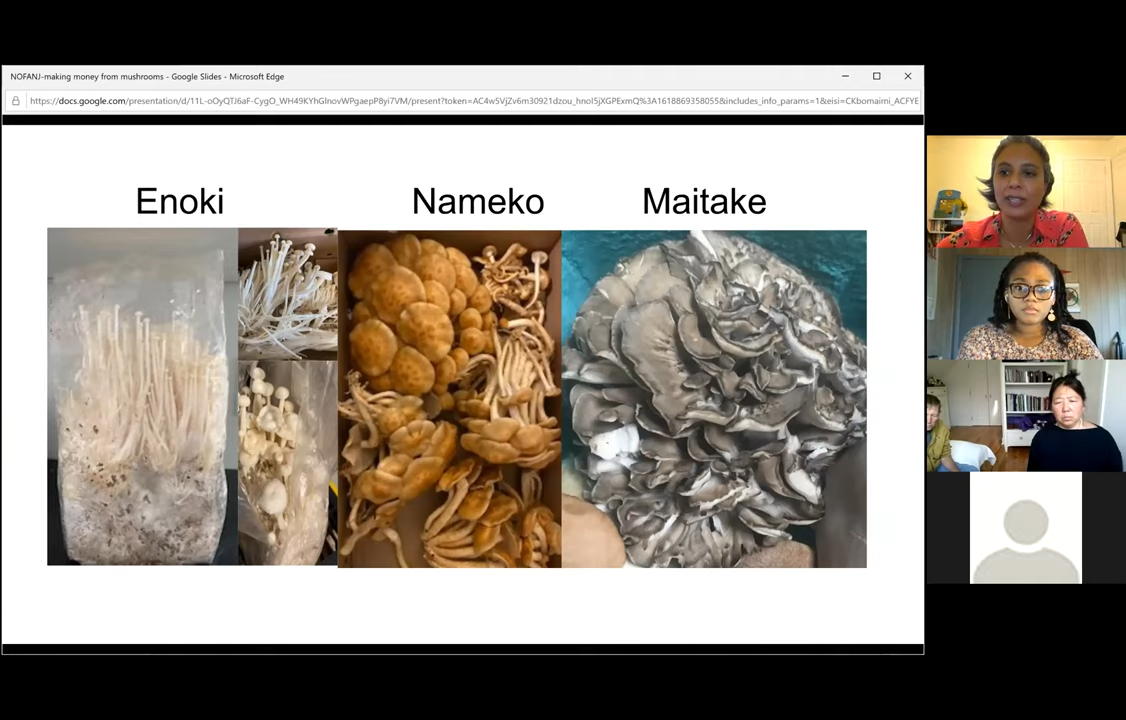 NOFANJ-making money from mushrooms - Google Slides - Microsoft Edge
https://docs.google.com/presentation/d/11L-oOyQTJ6aF-CygO_WH49KYhGInovWPgaepP8yi7VM/present?token=AC4w5VjZv6m30921dzou_hnoI5jXGPExmQ%3A1618869358055&includes_info_params=1&eisi=CKbomaimi_ACFYE
Enoki Nameko Maitake